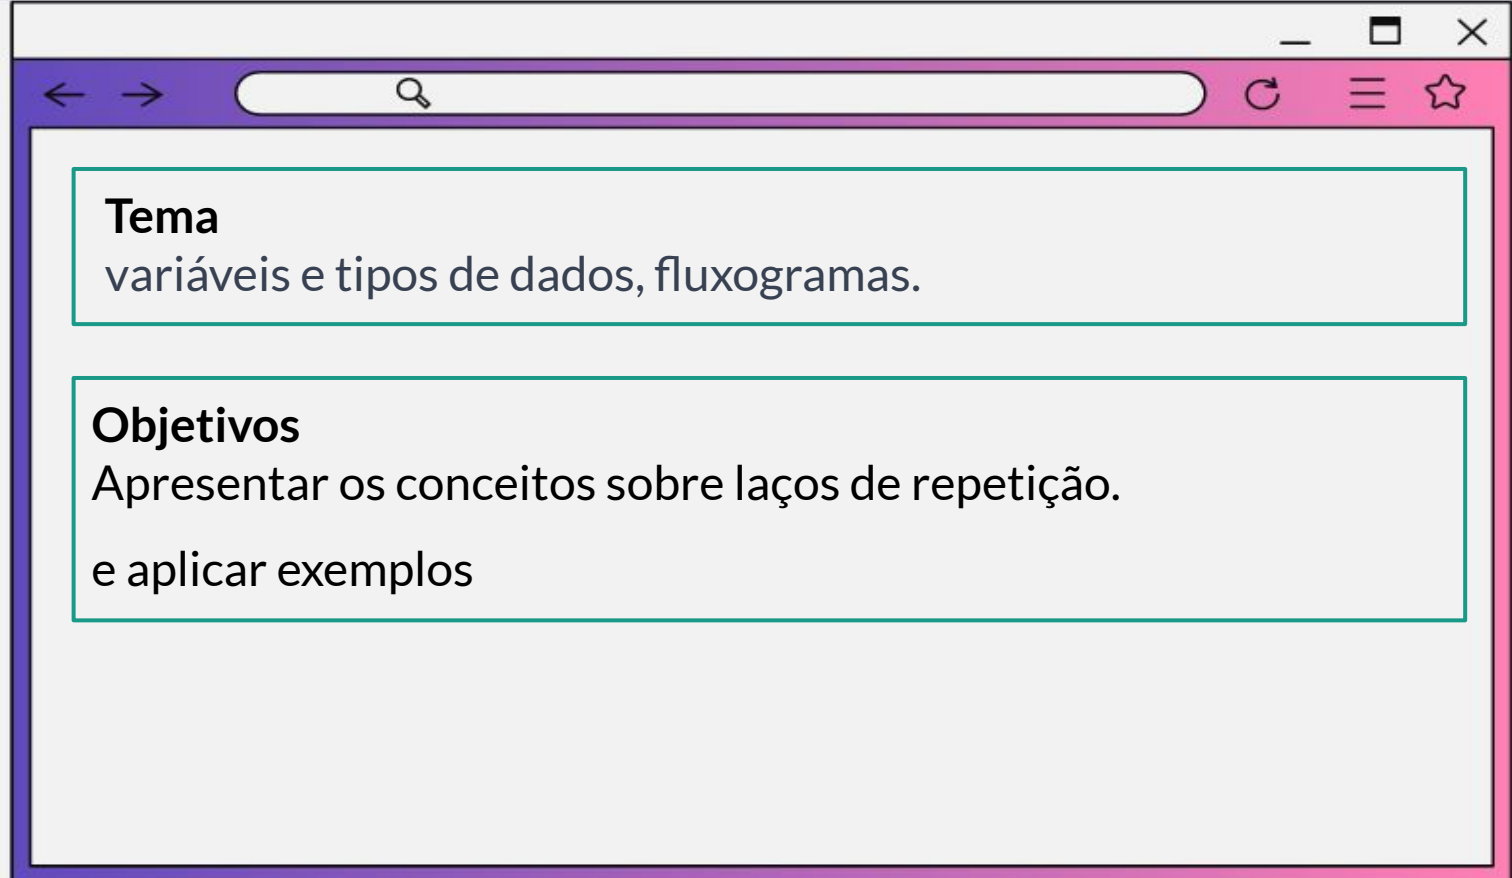 Tema
variáveis e tipos de dados, fluxogramas.
Objetivos
Apresentar os conceitos sobre laços de repetição.
e aplicar exemplos